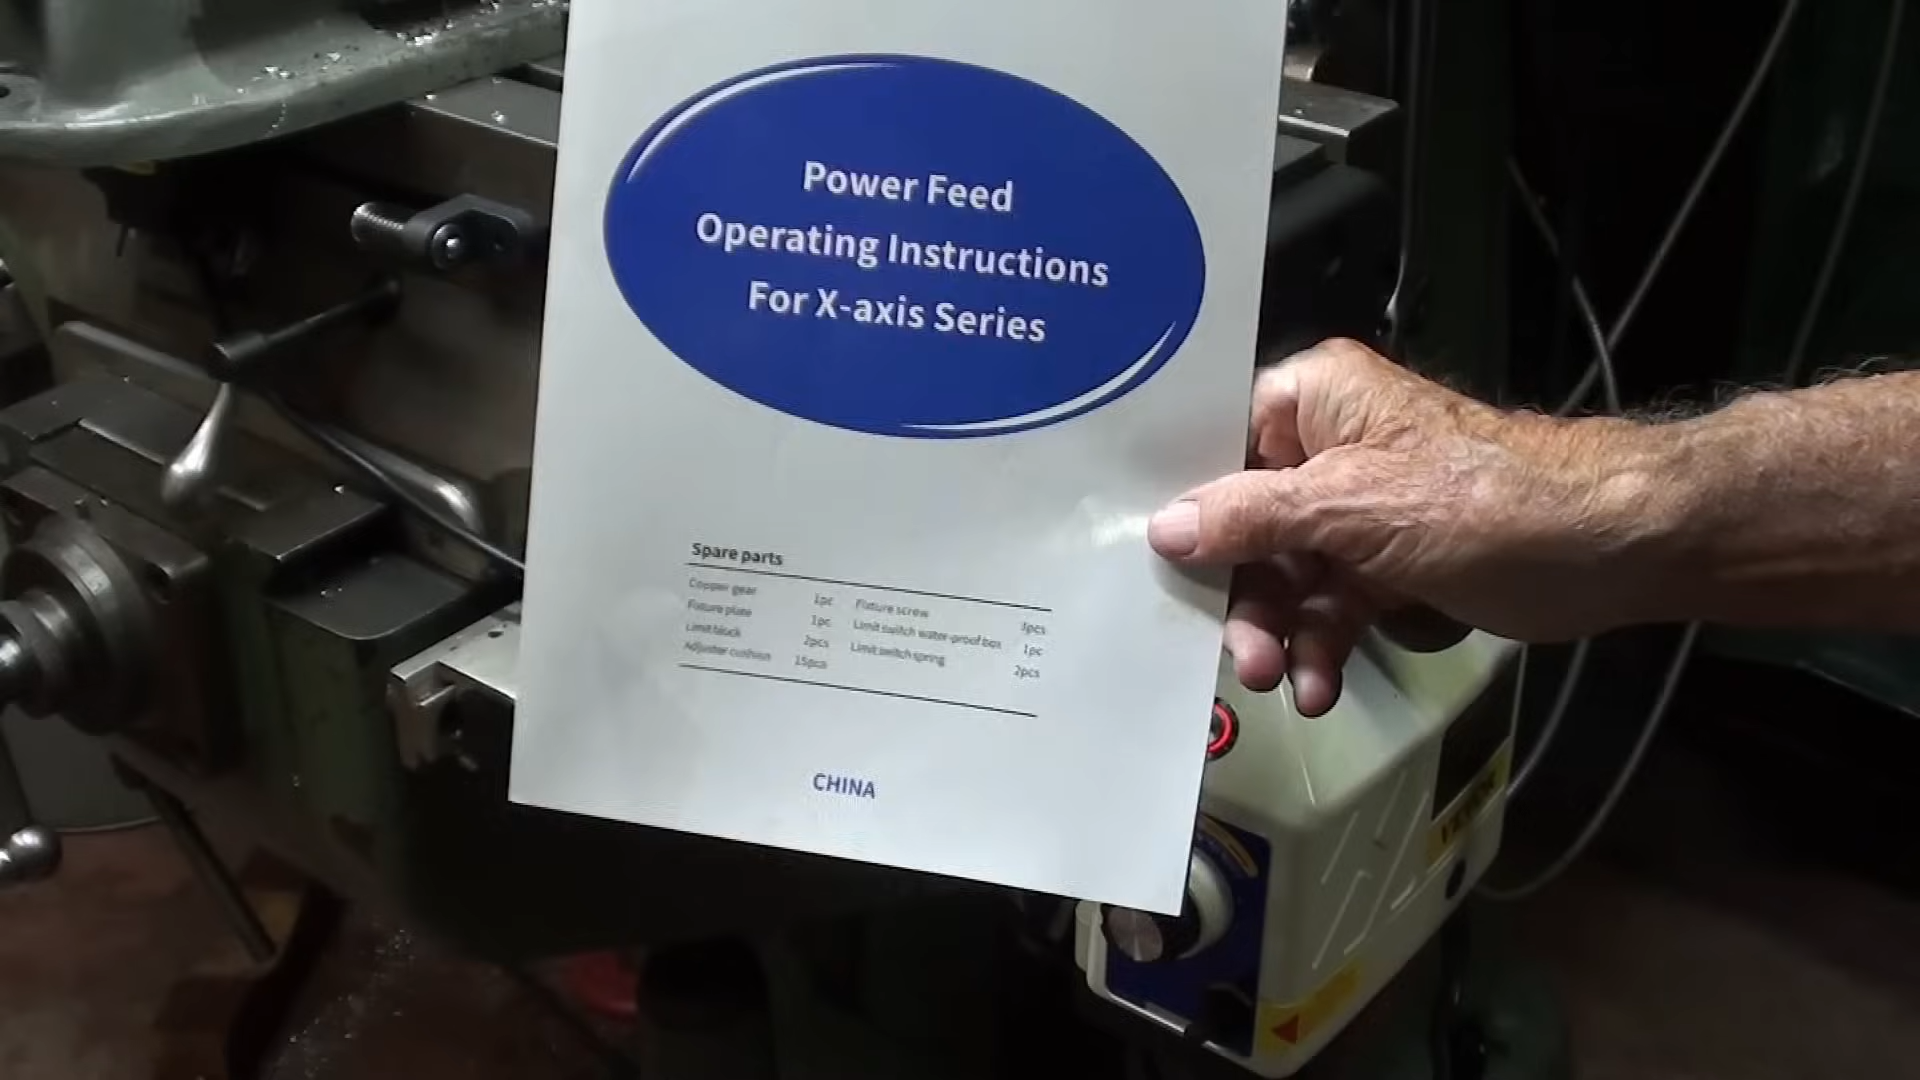 Power Feed
Operating Instructions
For X-axis Series
Spare parts
Copper gear 1pc Fixture screw 3pcs
Fixture plate 1pc Limit switch water-proof box 1pc
Limit block 2pcs Limit switch spring 2pcs
Adjuster cushion 15pcs
CHINA